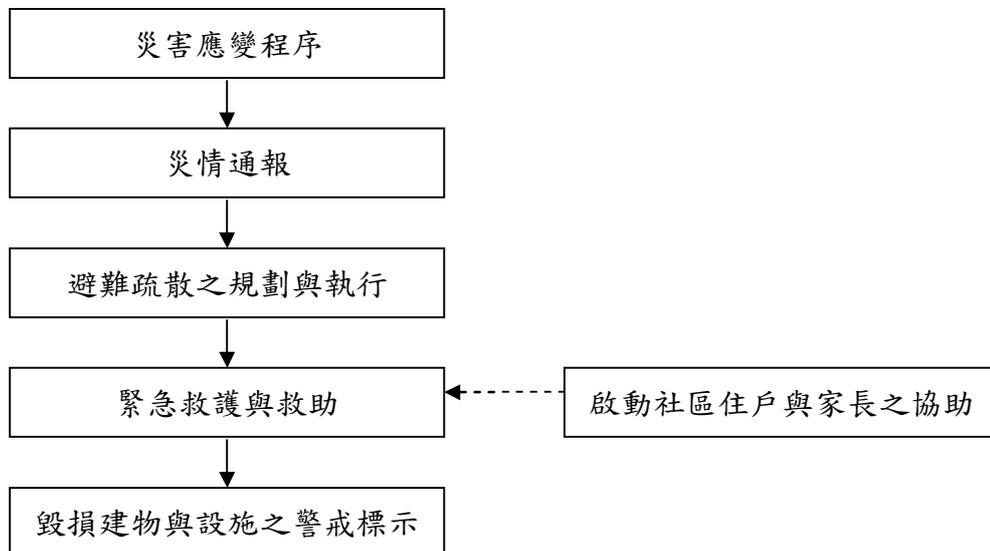 災害應變程序
災情通報
避難疏散之規劃與執行
緊急救護與救助
啟動社區住戶與家長之協助
毀損建物與設施之警戒標示